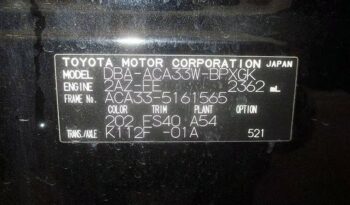 TOYOTA MOTOR CORPORATION JAPAN
MODEL DBA-ACA33W-BPXGK
ENGINE 2AZ-FE 2362 mL
FRAME No. ACA33-5161565
COLOR TRIM PLANT OPTION
202 FS40 A54
TRANS./AXLE K112F -01A 521